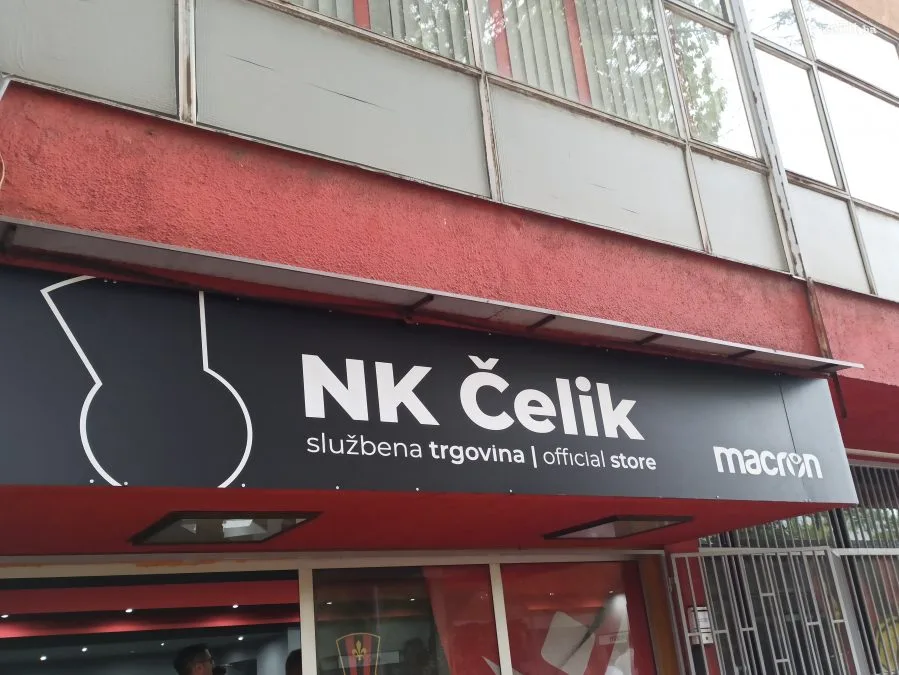 NK Čelik
službena trgovina | official store
macron